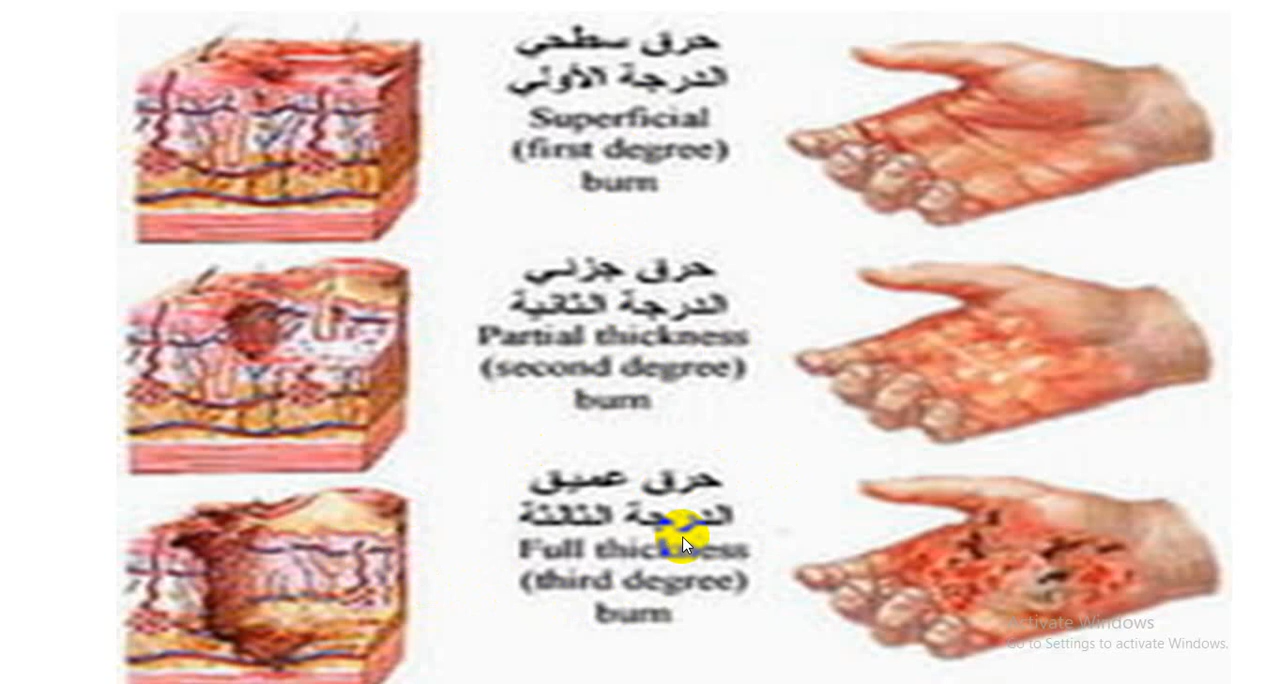 حرق سطحي
الدرجة الأولي
Superficial
(first degree)
burn
حرق جزئي
الدرجة الثانية
Partial thickness
(second degree)
burn
حرق عميق
الدرجة الثالثة
Full thickness
(third degree)
burn
Activate Windows
Go to Settings to activate Windows.